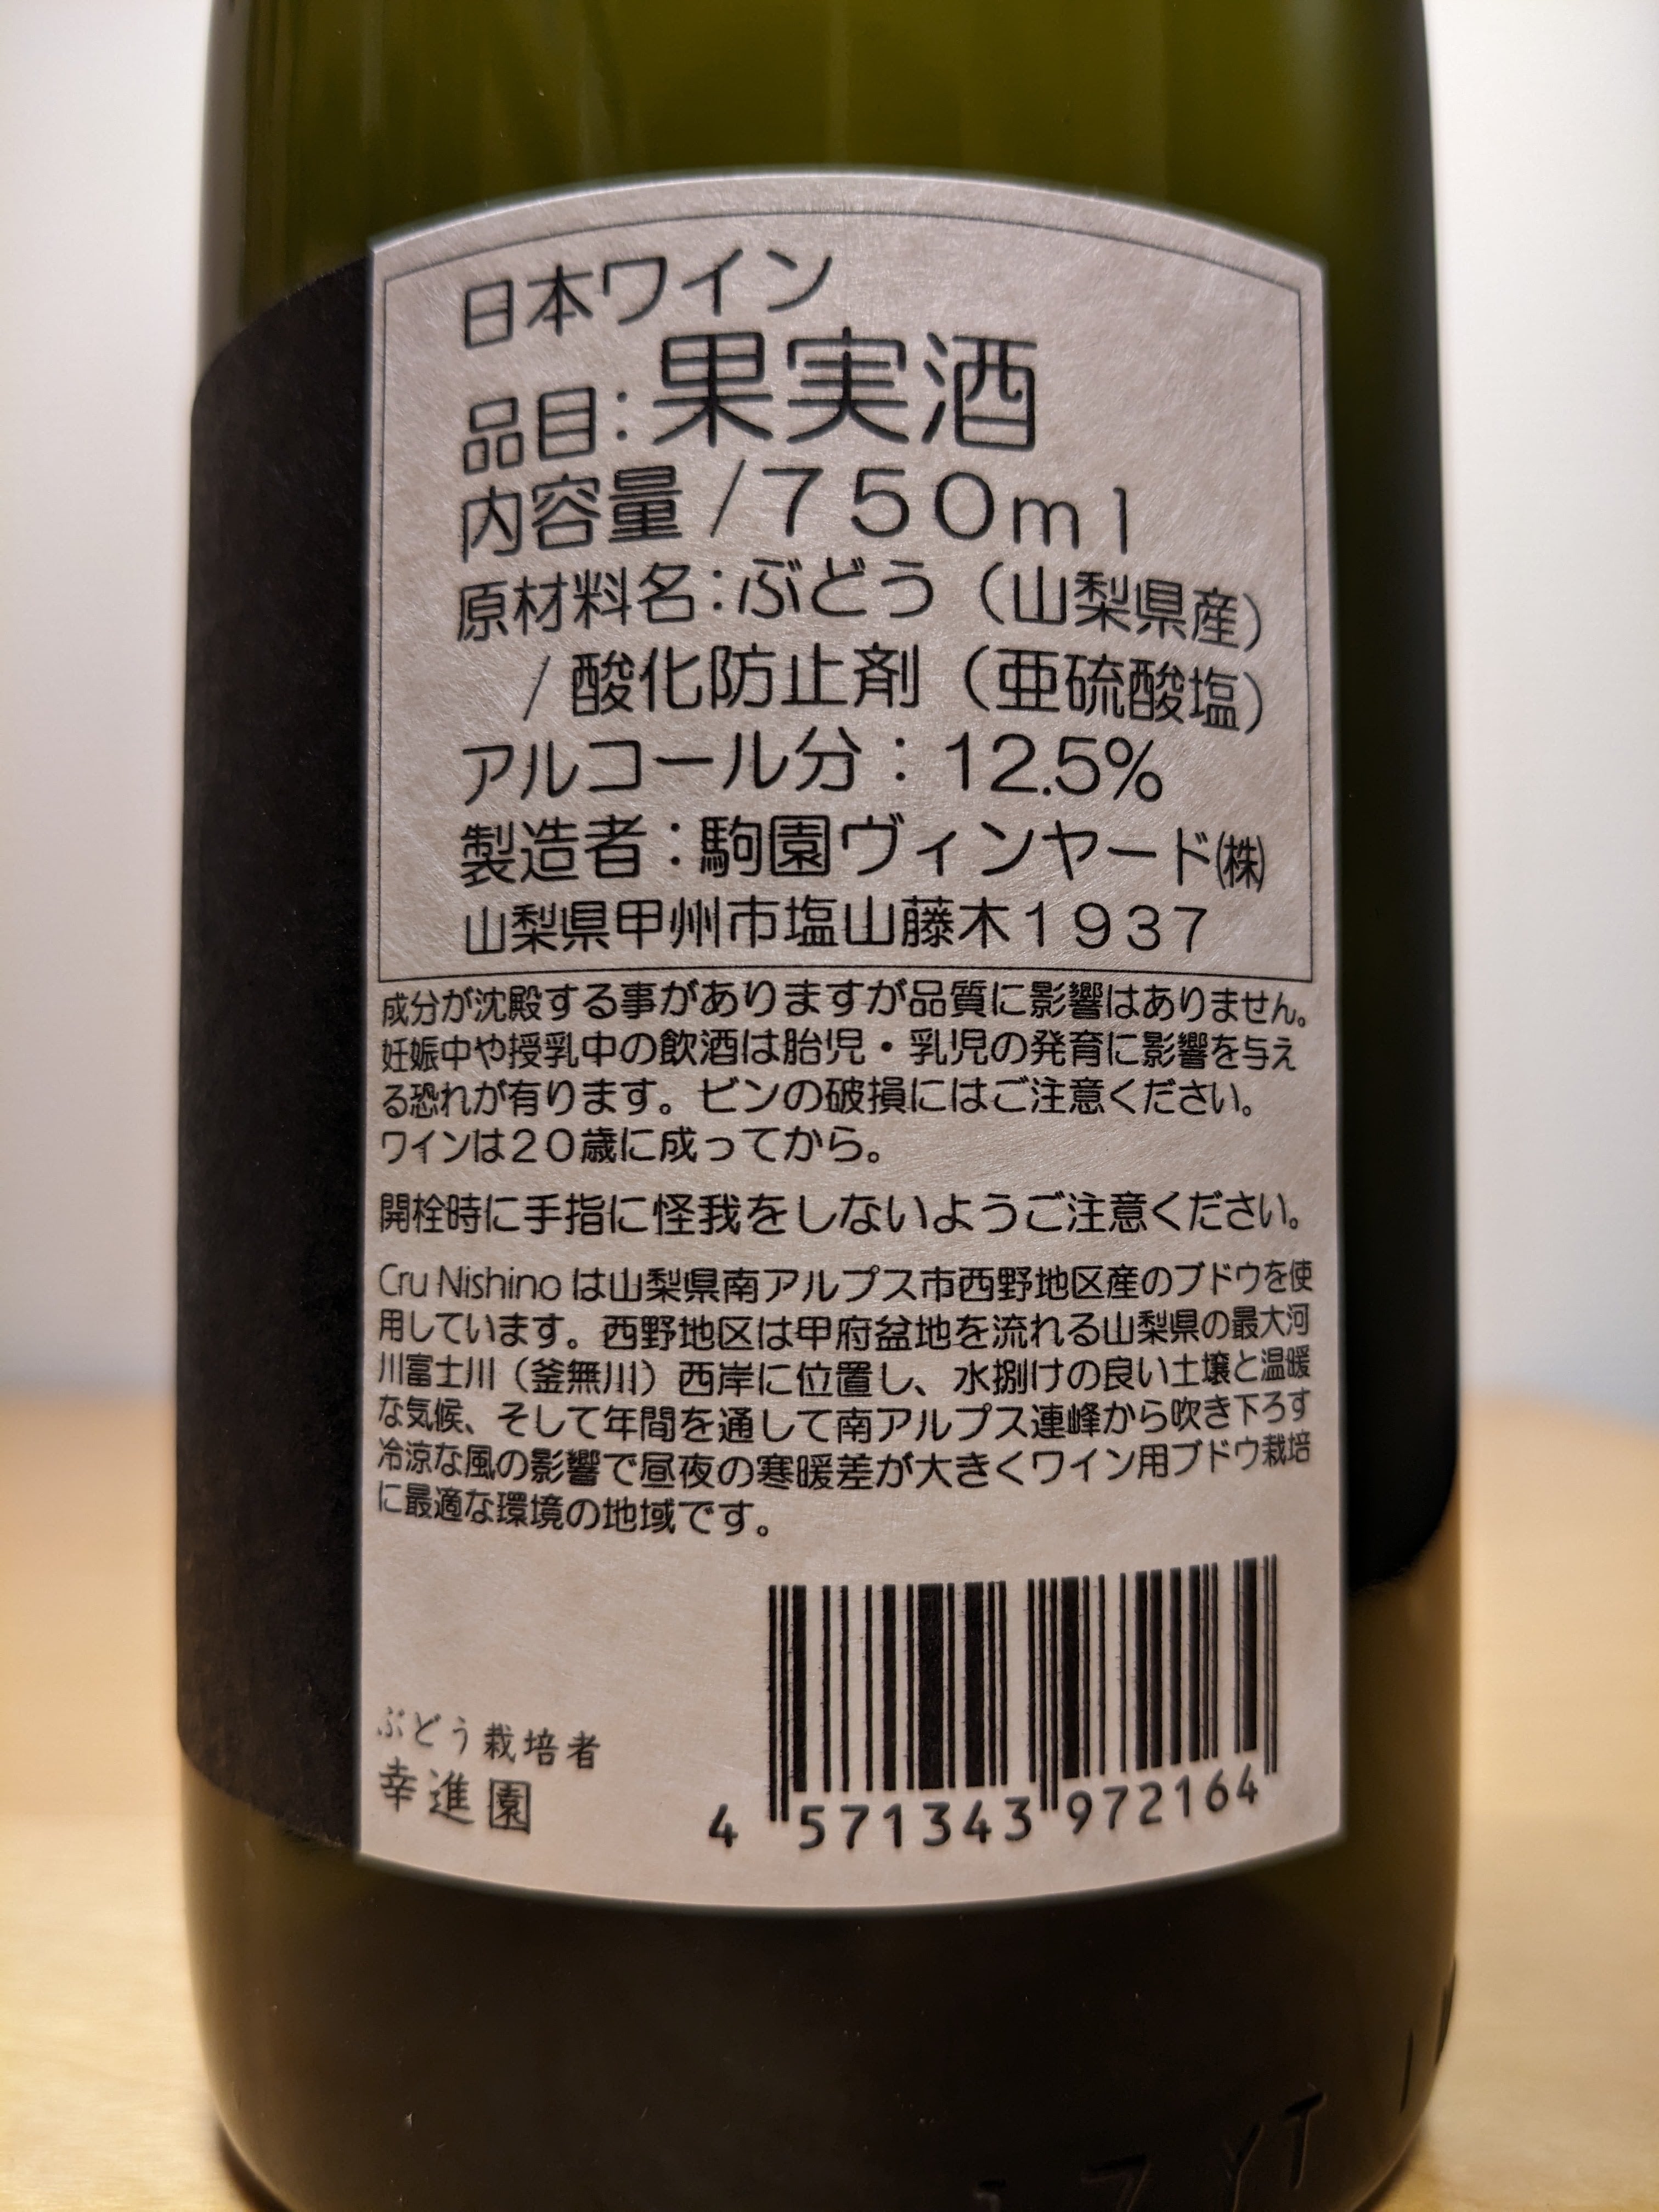 日本ワイン
品目:果実酒
内容量/750ml
原材料名:ぶどう(山梨県産)
/酸化防止剤(亜硫酸塩)
アルコール分:12.5%
製造者:駒園ヴィンヤード㈱
山梨県甲州市塩山藤木1937
成分が沈殿する事がありますが品質に影響はありません。
妊娠中や授乳中の飲酒は胎児・乳児の発育に影響を与え
る恐れが有ります。ビンの破損にはご注意ください。
ワインは20歳に成ってから。
開栓時に手指に怪我をしないようご注意ください。
Cru Nishino は山梨県南アルプス市西野地区産のブドウを使
用しています。西野地区は甲府盆地を流れる山梨県の最大河
川富士川(釜無川)西岸に位置し、水捌けの良い土壌と温暖
な気候、そして年間を通して南アルプス連峰から吹き下ろす
冷涼な風の影響で昼夜の寒暖差が大きくワイン用ブドウ栽培
に最適な環境の地域です。
ぶどう栽培者
幸進園
4 571343 972164